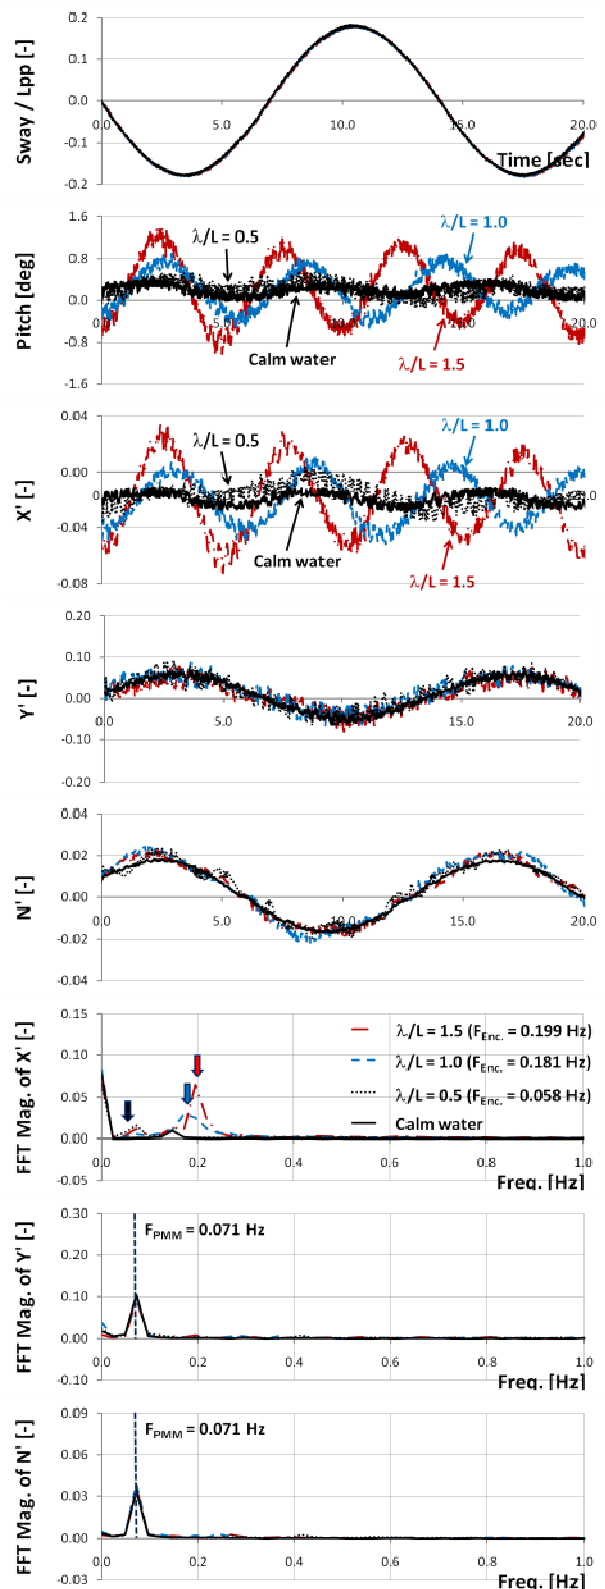 Sway / Lpp [-]
0.2
0.1
0.0
-0.1
-0.2
0.0
5.0
10.0
15.0
20.0
Time [sec]
Pitch [deg]
1.6
0.8
0.0
-0.8
-1.6
λ/L = 0.5
λ/L = 1.0
20.0
Calm water
λ/L = 1.5
X' [-]
0.04
0.00
-0.04
-0.08
λ/L = 0.5
λ/L = 1.0
Calm water
λ/L = 1.5
Y' [-]
0.20
0.10
0.00
-0.10
-0.20
0.0
5.0
10.0
15.0
20.0
N' [-]
0.04
0.02
0.00
-0.02
-0.04
0.0
5.0
10.0
15.0
20.0
FFT Mag. of X' [-]
0.15
0.10
0.05
0.00
-0.05
λ/L = 1.5 (FEnc. = 0.199 Hz)
λ/L = 1.0 (FEnc. = 0.181 Hz)
λ/L = 0.5 (FEnc. = 0.058 Hz)
Calm water
0.0
0.2
0.4
0.6
0.8
1.0
Freq. [Hz]
FFT Mag. of Y' [-]
0.30
0.20
0.10
0.00
-0.10
FPMM = 0.071 Hz
0.0
0.2
0.4
0.6
0.8
1.0
Freq. [Hz]
FFT Mag. of N' [-]
0.09
0.06
0.03
0.00
-0.03
FPMM = 0.071 Hz
0.0
0.2
0.4
0.6
0.8
1.0
Freq. [Hz]